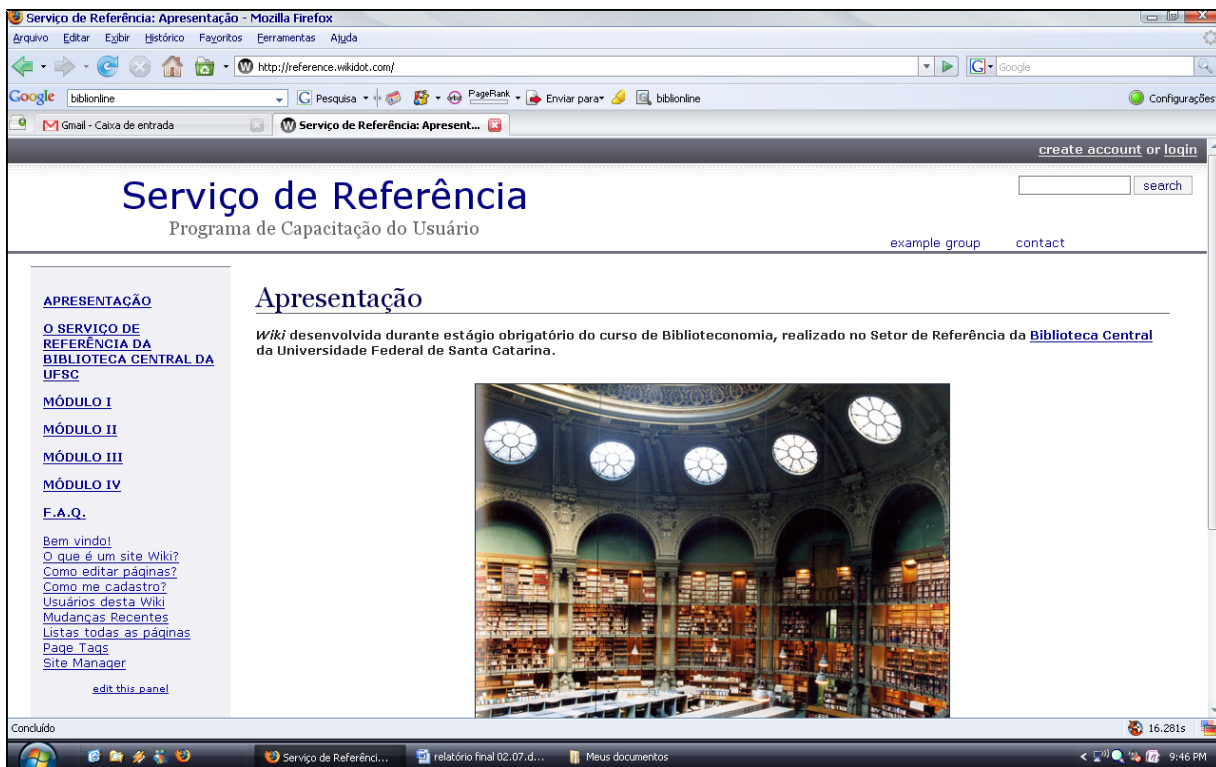 Serviço de Referência: Apresentação - Mozilla Firefox
Arquivo Editar Exibir Histórico Favoritos Ferramentas Ajuda
http://reference.wikidot.com/
Google
Google biblionline Pesquisa PageRank Enviar para biblionline Configurações
Gmail - Caixa de entrada Serviço de Referência: Apresent...
create account or login
Serviço de Referência
search
Programa de Capacitação do Usuário
example group contact
APRESENTAÇÃO
O SERVIÇO DE
REFERÊNCIA DA
BIBLIOTECA CENTRAL DA
UFSC
MÓDULO I
MÓDULO II
MÓDULO III
MÓDULO IV
F.A.Q.
Bem vindo!
O que é um site Wiki?
Como editar páginas?
Como me cadastro?
Usuários desta Wiki
Mudanças Recentes
Listas todas as páginas
Page Tags
Site Manager
edit this panel
Apresentação
Wiki desenvolvida durante estágio obrigatório do curso de Biblioteconomia, realizado no Setor de Referência da Biblioteca Central
da Universidade Federal de Santa Catarina.
Concluído
16.281s
Serviço de Referênci... relatório final 02.07.d... Meus documentos 9:46 PM